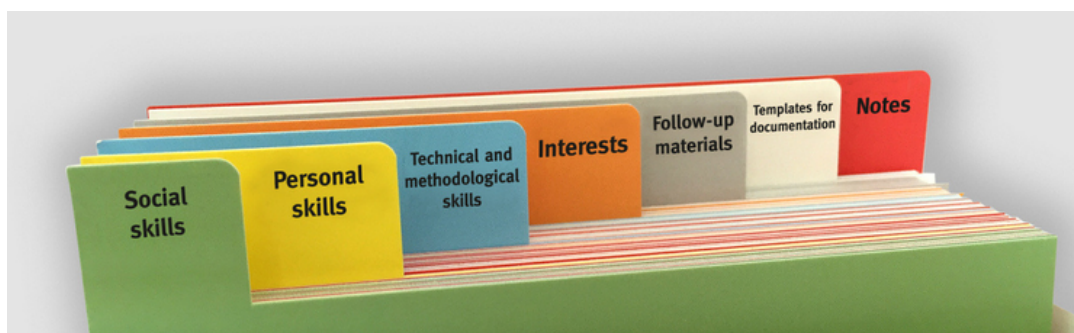 Social
skills
Personal
skills
Technical and
methodological
skills
Interests
Follow-up
materials
Templates for
documentation
Notes